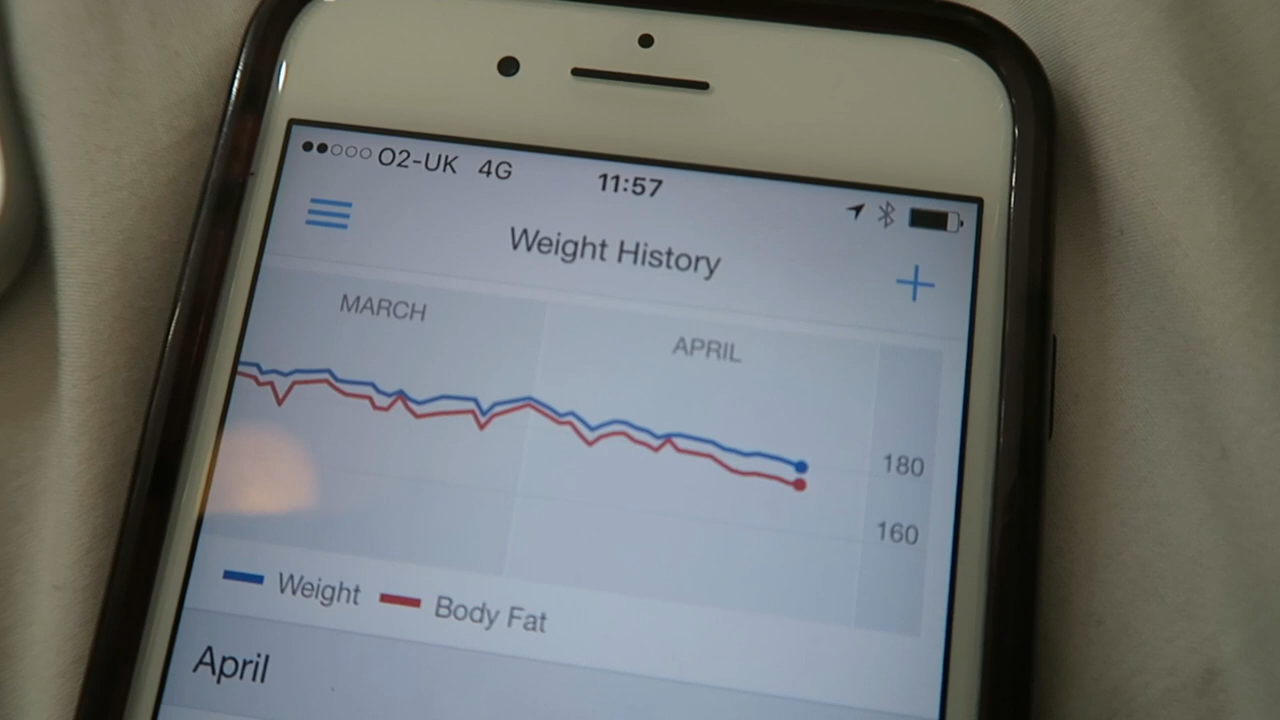 O2-UK 4G 11:57
Weight History
MARCH APRIL
180
160
Weight Body Fat
April